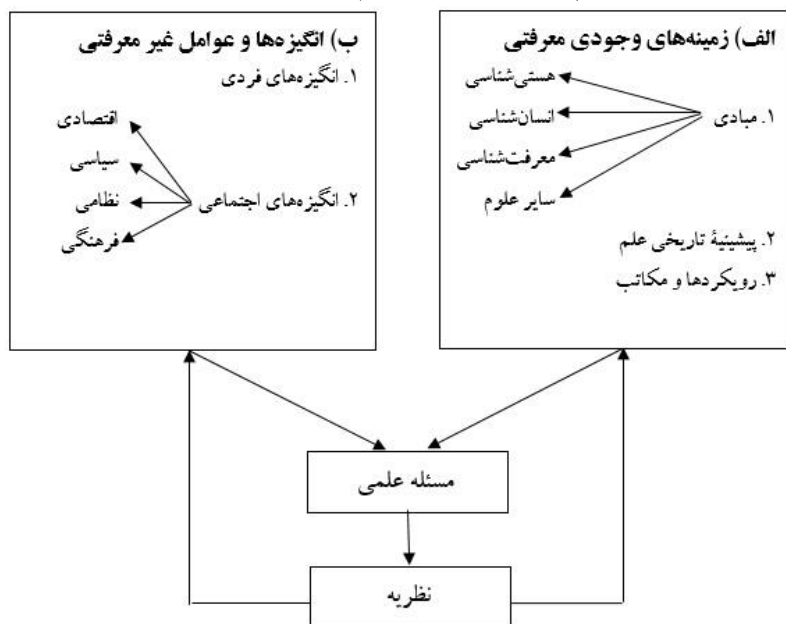 الف) زمینه‌های وجودی معرفتی
هستی‌شناسی
۱. مبادی
انسان‌شناسی
معرفت‌شناسی
سایر علوم
۲. پیشینیۀ تاریخی علم
۳. رویکردها و مکاتب
ب) انگیزه‌ها و عوامل غیر معرفتی
۱. انگیزه‌های فردی
اقتصادی
سیاسی
۲. انگیزه‌های اجتماعی
نظامی
فرهنگی
مسئله علمی
نظریه